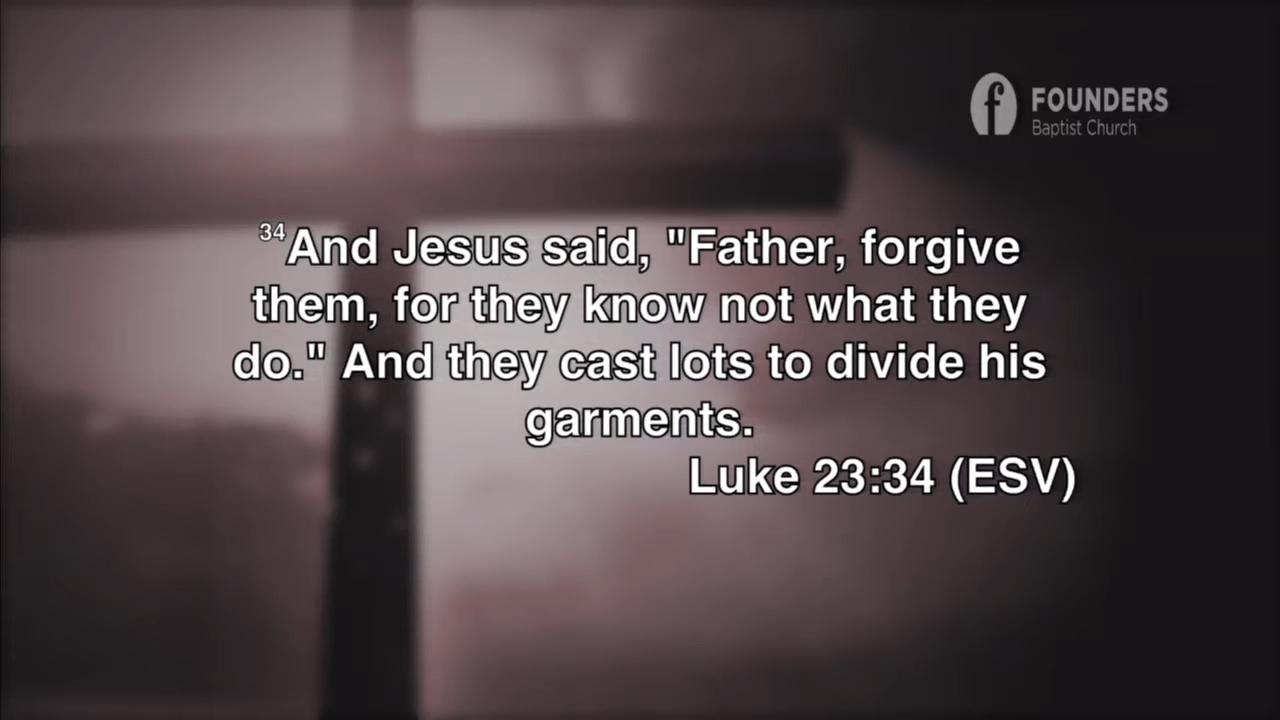 FOUNDERS
Baptist Church
34And Jesus said, "Father, forgive
them, for they know not what they
do." And they cast lots to divide his
garments.
Luke 23:34 (ESV)